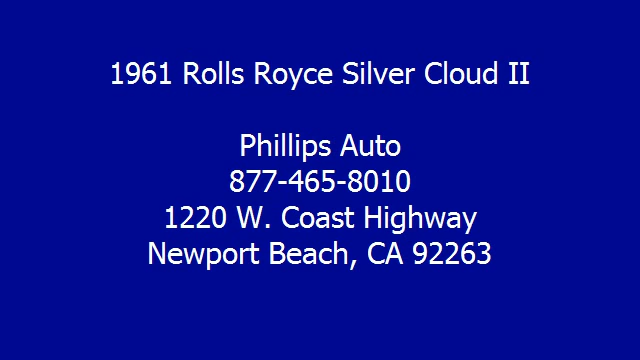 1961 Rolls Royce Silver Cloud II
Phillips Auto
877-465-8010
1220 W. Coast Highway
Newport Beach, CA 92263